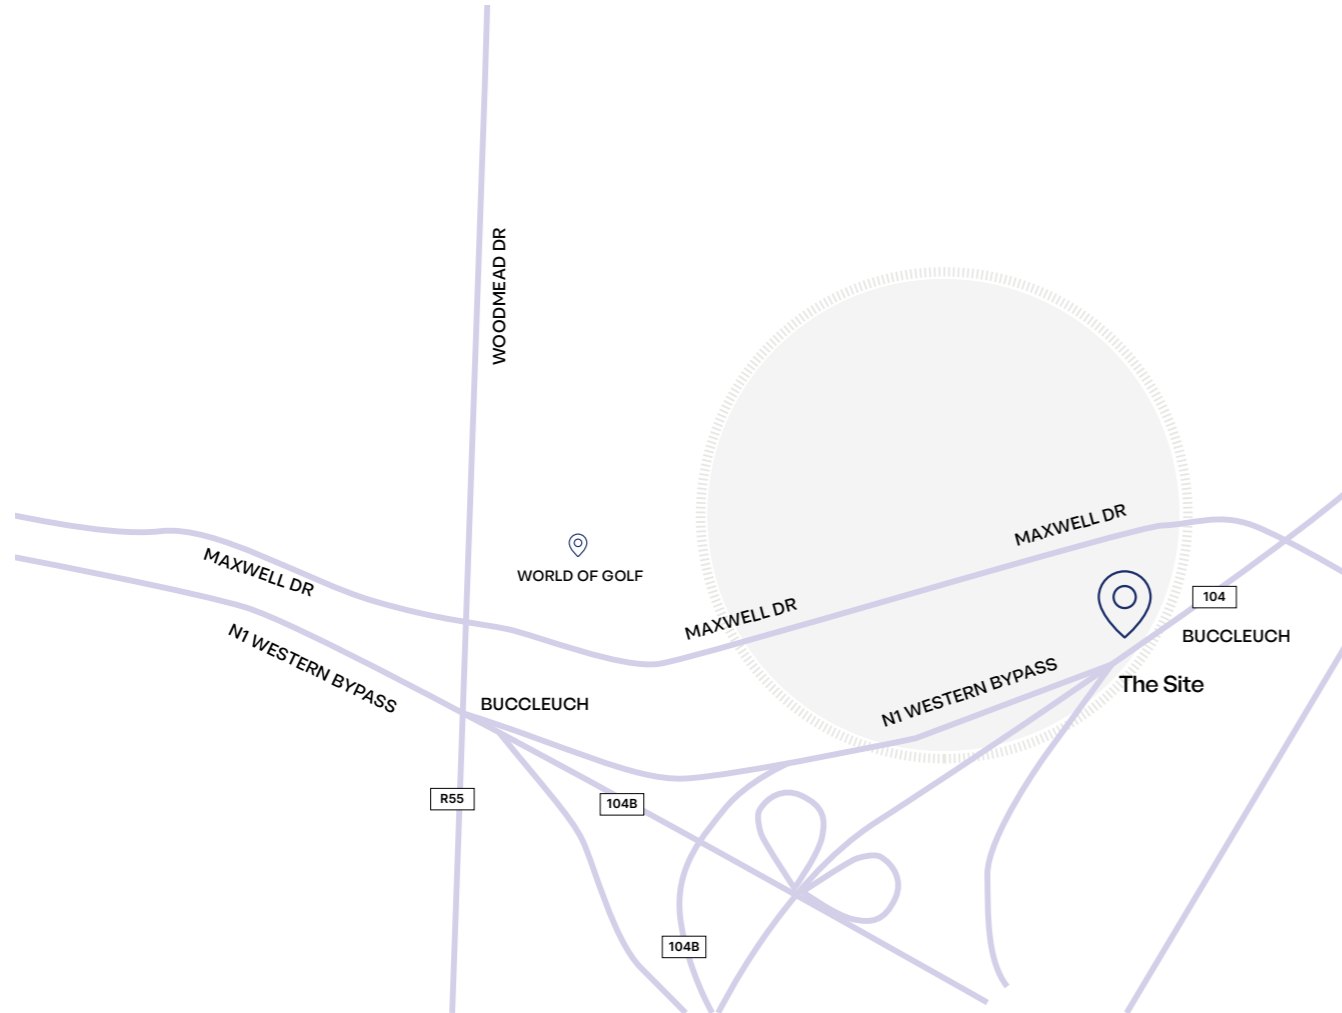 WOODMEAD DR
MAXWELL DR
WORLD OF GOLF
MAXWELL DR
104
MAXWELL DR
BUCCLEUCH
N1 WESTERN BYPASS
N1 WESTERN BYPASS
The Site
BUCCLEUCH
R55
104B
104B